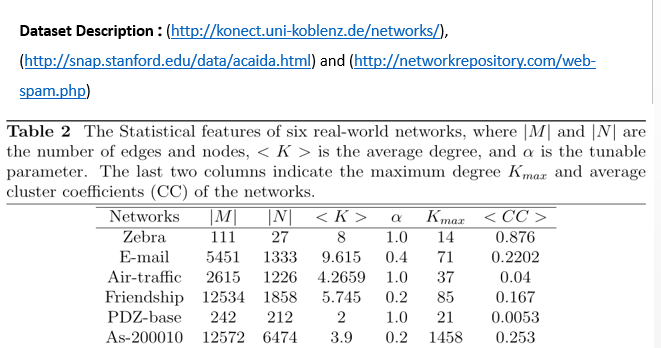 Dataset Description : (http://konect.uni-koblenz.de/networks/),
(http://snap.stanford.edu/data/acaida.html) and (http://networkrepository.com/web-
spam.php)
Table 2 The Statistical features of six real-world networks, where |M| and |N| are
the number of edges and nodes, < K > is the average degree, and α is the tunable
parameter. The last two columns indicate the maximum degree Kmax and average
cluster coefficients (CC) of the networks.
Networks |M| |N| < K > α Kmax < CC >
Zebra 111 27 8 1.0 14 0.876
E-mail 5451 1333 9.615 0.4 71 0.2202
Air-traffic 2615 1226 4.2659 1.0 37 0.04
Friendship 12534 1858 5.745 0.2 85 0.167
PDZ-base 242 212 2 1.0 21 0.0053
As-200010 12572 6474 3.9 0.2 1458 0.253